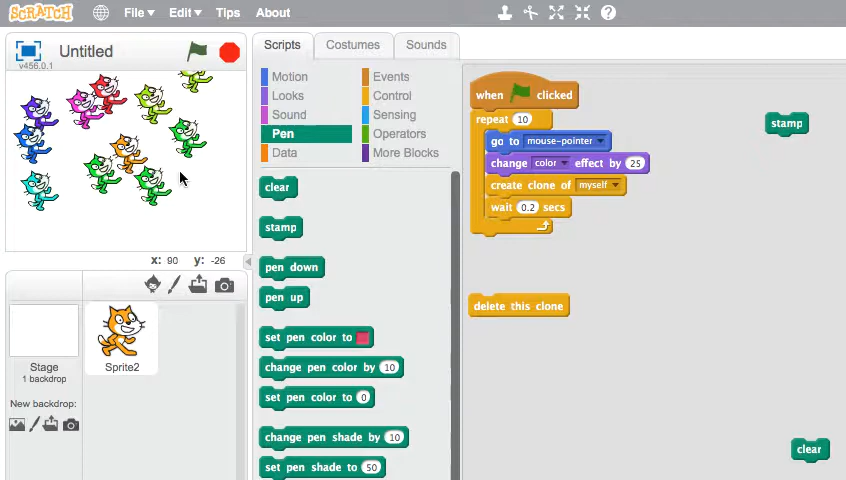 SCRATCH File Edit Tips About
Untitled
v456.0.1
Scripts Costumes Sounds
Motion Events
Looks Control
Sound Sensing
Pen Operators
Data More Blocks
clear
stamp
pen down
pen up
set pen color to
change pen color by 10
set pen color to 0
change pen shade by 10
set pen shade to 50
x: 90 y: -26
Sprite2
Stage
1 backdrop
New backdrop:
when clicked
repeat 10
go to mouse-pointer
change color effect by 25
create clone of myself
wait 0.2 secs
delete this clone
stamp
clear